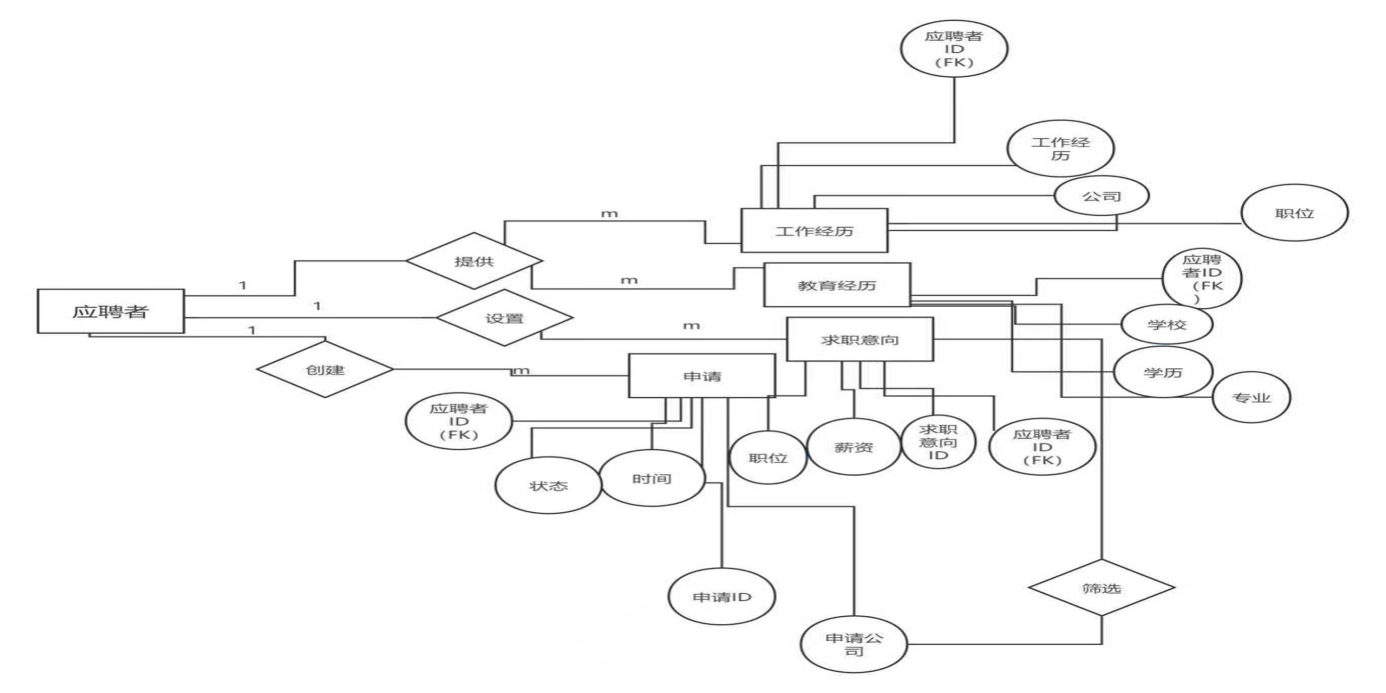 应聘者
ID
(FK)
工作经
历
公司
职位
m
工作经历
提供
应聘
者ID
(FK
)
1
m
教育经历
应聘者
1
设置
m
求职意向
学校
1
创建
m
申请
学历
专业
应聘者
ID
(FK)
状态
时间
职位
薪资
求职
意向
ID
应聘者
ID
(FK)
申请ID
筛选
申请公
司